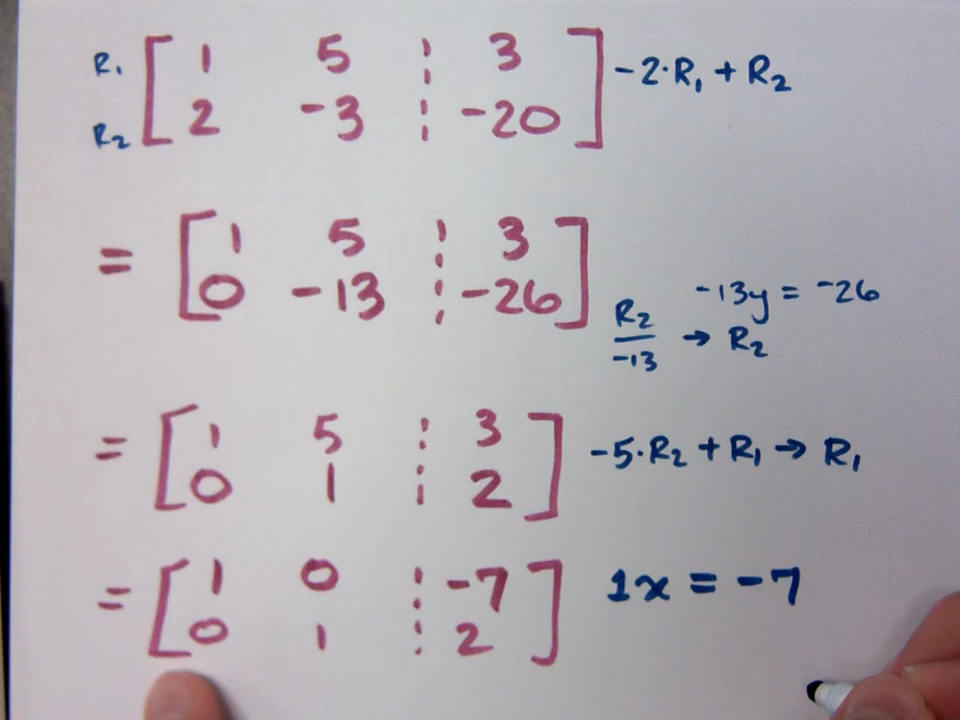 R₁ [ 1 5 ⋮ 3 ] -2·R₁ + R₂
R₂ [ 2 -3 ⋮ -20 ]
= [ 1 5 ⋮ 3 ]
[ 0 -13 ⋮ -26 ] -13y = -26
R₂/-13 → R₂
= [ 1 5 ⋮ 3 ] -5·R₂ + R₁ → R₁
[ 0 1 ⋮ 2 ]
= [ 1 0 ⋮ -7 ] 1x = -7
[ 0 1 ⋮ 2 ]